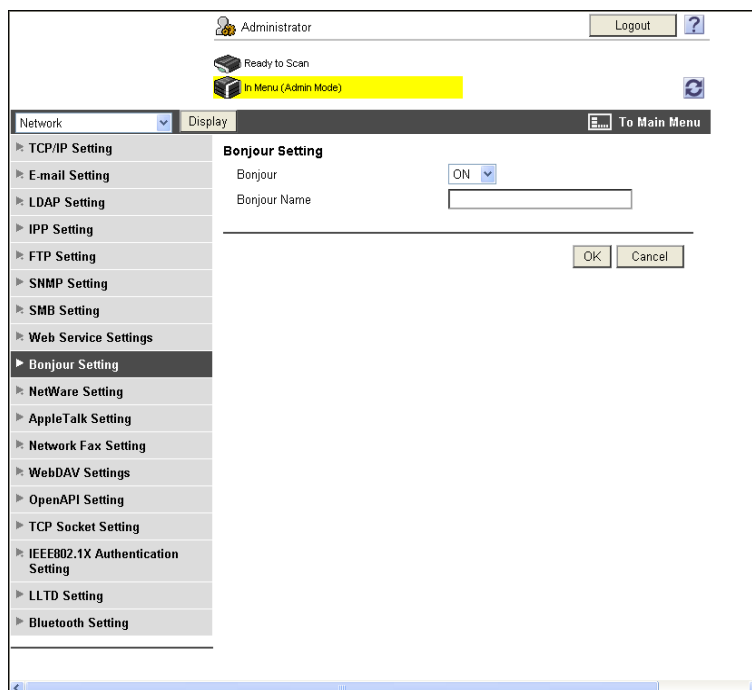 Administrator
Logout
?
Ready to Scan
In Menu (Admin Mode)
Network
Display
To Main Menu
TCP/IP Setting
E-mail Setting
LDAP Setting
IPP Setting
FTP Setting
SNMP Setting
SMB Setting
Web Service Settings
Bonjour Setting
NetWare Setting
AppleTalk Setting
Network Fax Setting
WebDAV Settings
OpenAPI Setting
TCP Socket Setting
IEEE802.1X Authentication
Setting
LLTD Setting
Bluetooth Setting
Bonjour Setting
Bonjour
ON
Bonjour Name
OK
Cancel